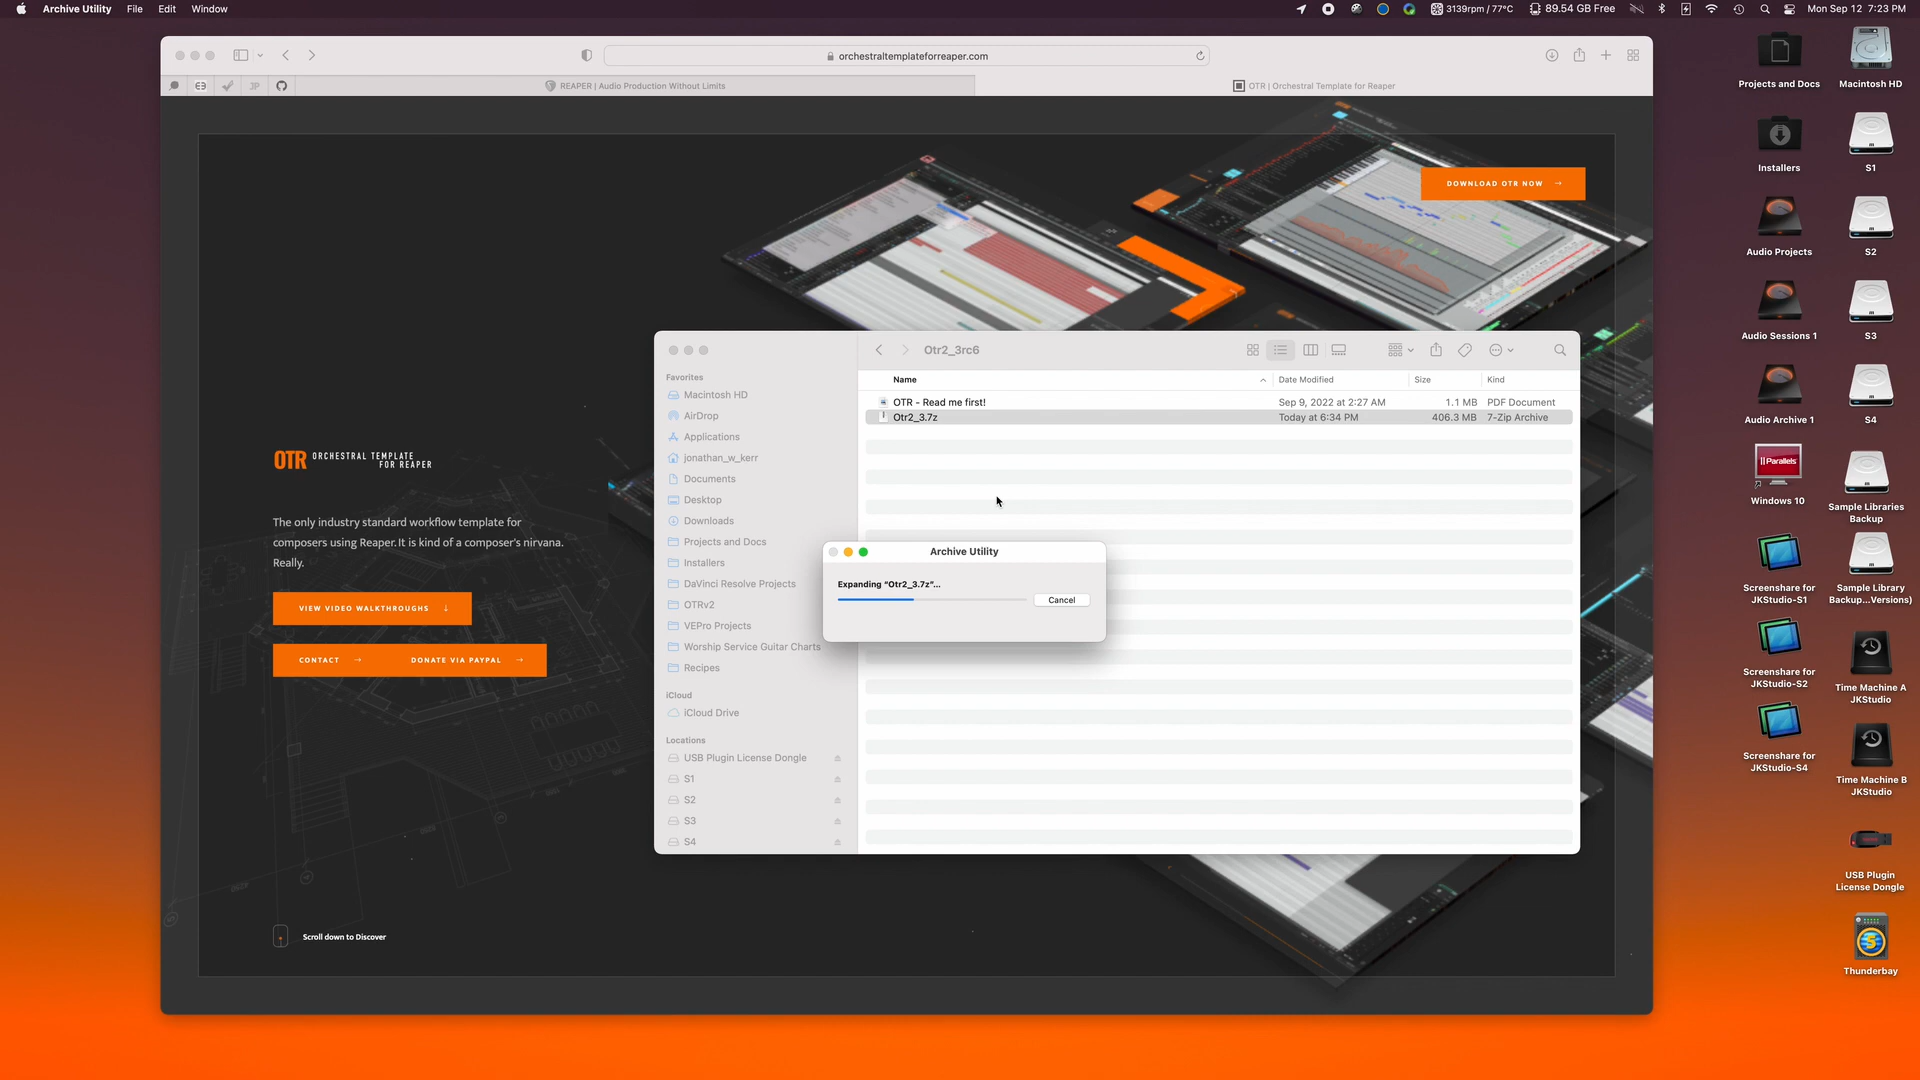 Archive Utility File Edit Window
3139rpm / 77°C 89.54 GB Free Mon Sep 12 7:23 PM
orchestraltemplateforreaper.com
JP
REAPER | Audio Production Without Limits
OTR | Orchestral Template for Reaper
DOWNLOAD OTR NOW →
OTR ORCHESTRAL TEMPLATE
FOR REAPER
The only industry standard workflow template for
composers using Reaper. It is kind of a composer's nirvana.
Really.
VIEW VIDEO WALKTHROUGHS ↓
CONTACT → DONATE VIA PAYPAL →
Scroll down to Discover
Otr2_3rc6
Favorites
Macintosh HD
AirDrop
Applications
jonathan_w_kerr
Documents
Desktop
Downloads
Projects and Docs
Installers
DaVinci Resolve Projects
OTRv2
VEPro Projects
Worship Service Guitar Charts
Recipes
iCloud
iCloud Drive
Locations
USB Plugin License Dongle
S1
S2
S3
S4
Name Date Modified Size Kind
OTR - Read me first! Sep 9, 2022 at 2:27 AM 1.1 MB PDF Document
Otr2_3.7z Today at 6:34 PM 406.3 MB 7-Zip Archive
Archive Utility
Expanding “Otr2_3.7z”...
Cancel
Projects and Docs
Macintosh HD
Installers
S1
Audio Projects
S2
Audio Sessions 1
S3
Audio Archive 1
S4
Parallels
Windows 10
Sample Libraries
Backup
Screenshare for
JKStudio-S1
Sample Library
Backup...Versions)
Screenshare for
JKStudio-S2
Time Machine A
JKStudio
Screenshare for
JKStudio-S4
Time Machine B
JKStudio
USB Plugin
License Dongle
Thunderbay